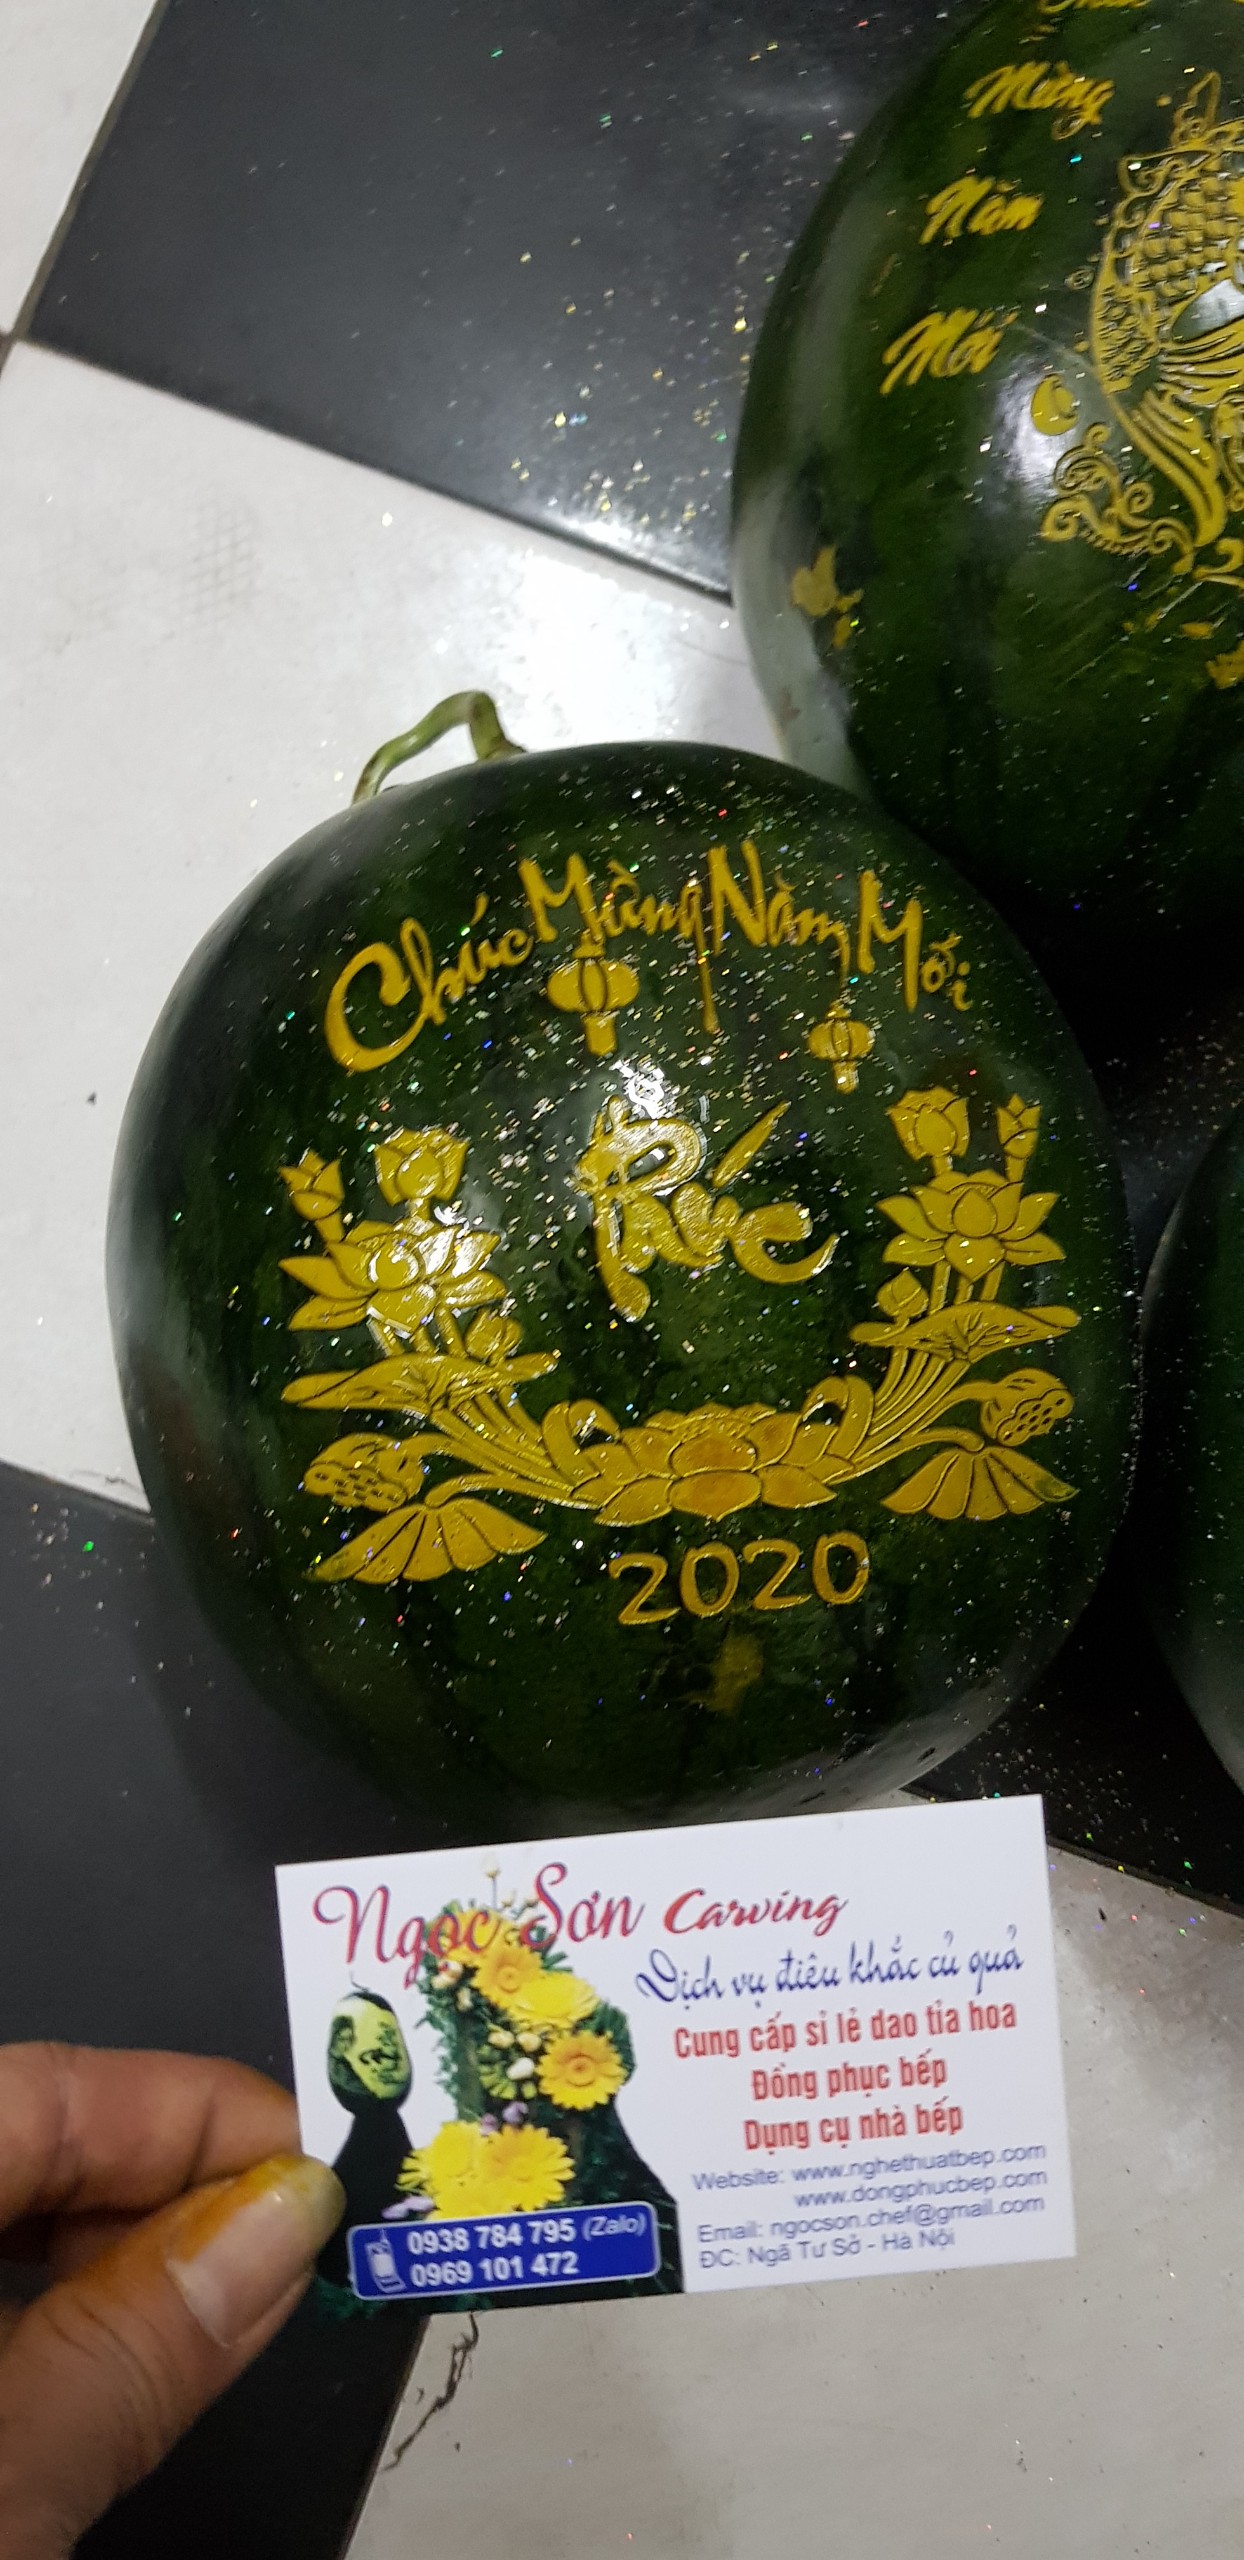 Mừng
Năm
Mới
Chúc Mừng Năm Mới
2020
Ngọc Sơn Carving
Dịch vụ điêu khắc củ quả
Cung cấp sỉ lẻ dao tỉa hoa
Đồng phục bếp
Dụng cụ nhà bếp
Website: www.nghethuatbep.com
www.dongphucbep.com
Email: ngocson.chef@gmail.com
ĐC: Ngã Tư Sở - Hà Nội
0938 784 795 (Zalo)
0969 101 472